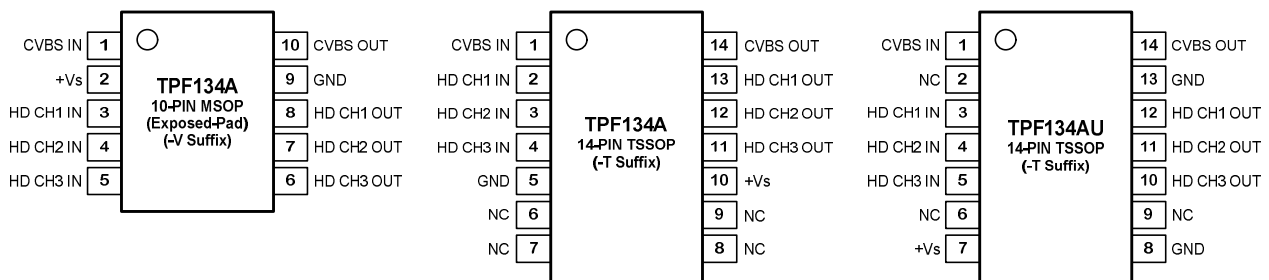 CVBS IN 1 10 CVBS OUT
+Vs 2 9 GND
HD CH1 IN 3 8 HD CH1 OUT
HD CH2 IN 4 7 HD CH2 OUT
HD CH3 IN 5 6 HD CH3 OUT
TPF134A
10-PIN MSOP
(Exposed-Pad)
(-V Suffix)
CVBS IN 1 14 CVBS OUT
HD CH1 IN 2 13 HD CH1 OUT
HD CH2 IN 3 12 HD CH2 OUT
HD CH3 IN 4 11 HD CH3 OUT
GND 5 10 +Vs
NC 6 9 NC
NC 7 8 NC
TPF134A
14-PIN TSSOP
(-T Suffix)
CVBS IN 1 14 CVBS OUT
NC 2 13 GND
HD CH1 IN 3 12 HD CH1 OUT
HD CH2 IN 4 11 HD CH2 OUT
HD CH3 IN 5 10 HD CH3 OUT
NC 6 9 NC
+Vs 7 8 GND
TPF134AU
14-PIN TSSOP
(-T Suffix)